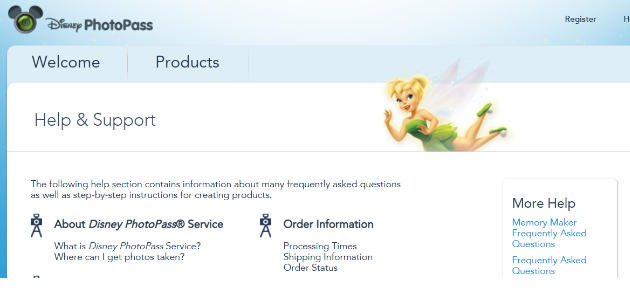 Disney PhotoPass
Register
H
Welcome
Products
Help & Support
The following help section contains information about many frequently asked questions
as well as step-by-step instructions for creating products.
About Disney PhotoPass® Service
What is Disney PhotoPass Service?
Where can I get photos taken?
Order Information
Processing Times
Shipping Information
Order Status
More Help
Memory Maker
Frequently Asked
Questions
Frequently Asked
Questions